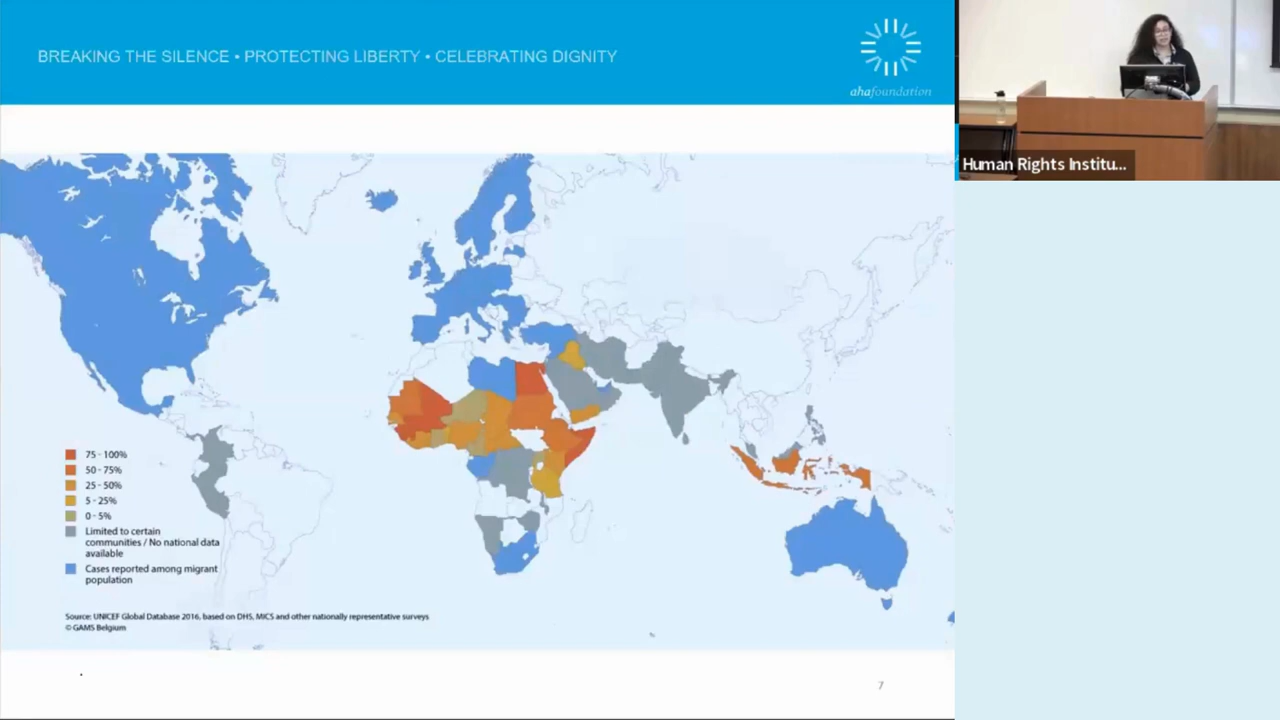 BREAKING THE SILENCE • PROTECTING LIBERTY • CELEBRATING DIGNITY
ahafoundation
Human Rights Institu...
75 - 100%
50 - 75%
25 - 50%
5 - 25%
0 - 5%
Limited to certain
communities / No national data
available
Cases reported among migrant
population
Source: UNICEF Global Database 2016, based on DHS, MICS and other nationally representative surveys
© GAMS Belgium
7